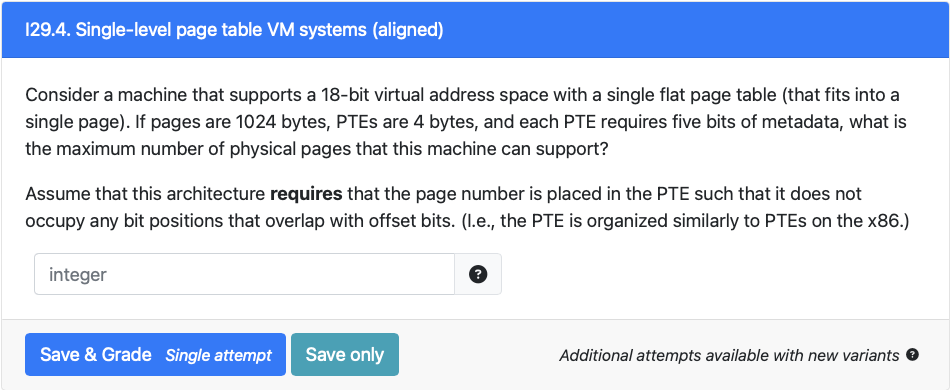 I29.4. Single-level page table VM systems (aligned)
Consider a machine that supports a 18-bit virtual address space with a single flat page table (that fits into a
single page). If pages are 1024 bytes, PTEs are 4 bytes, and each PTE requires five bits of metadata, what is
the maximum number of physical pages that this machine can support?
Assume that this architecture requires that the page number is placed in the PTE such that it does not
occupy any bit positions that overlap with offset bits. (I.e., the PTE is organized similarly to PTEs on the x86.)
integer ?
Save & Grade Single attempt Save only Additional attempts available with new variants ?